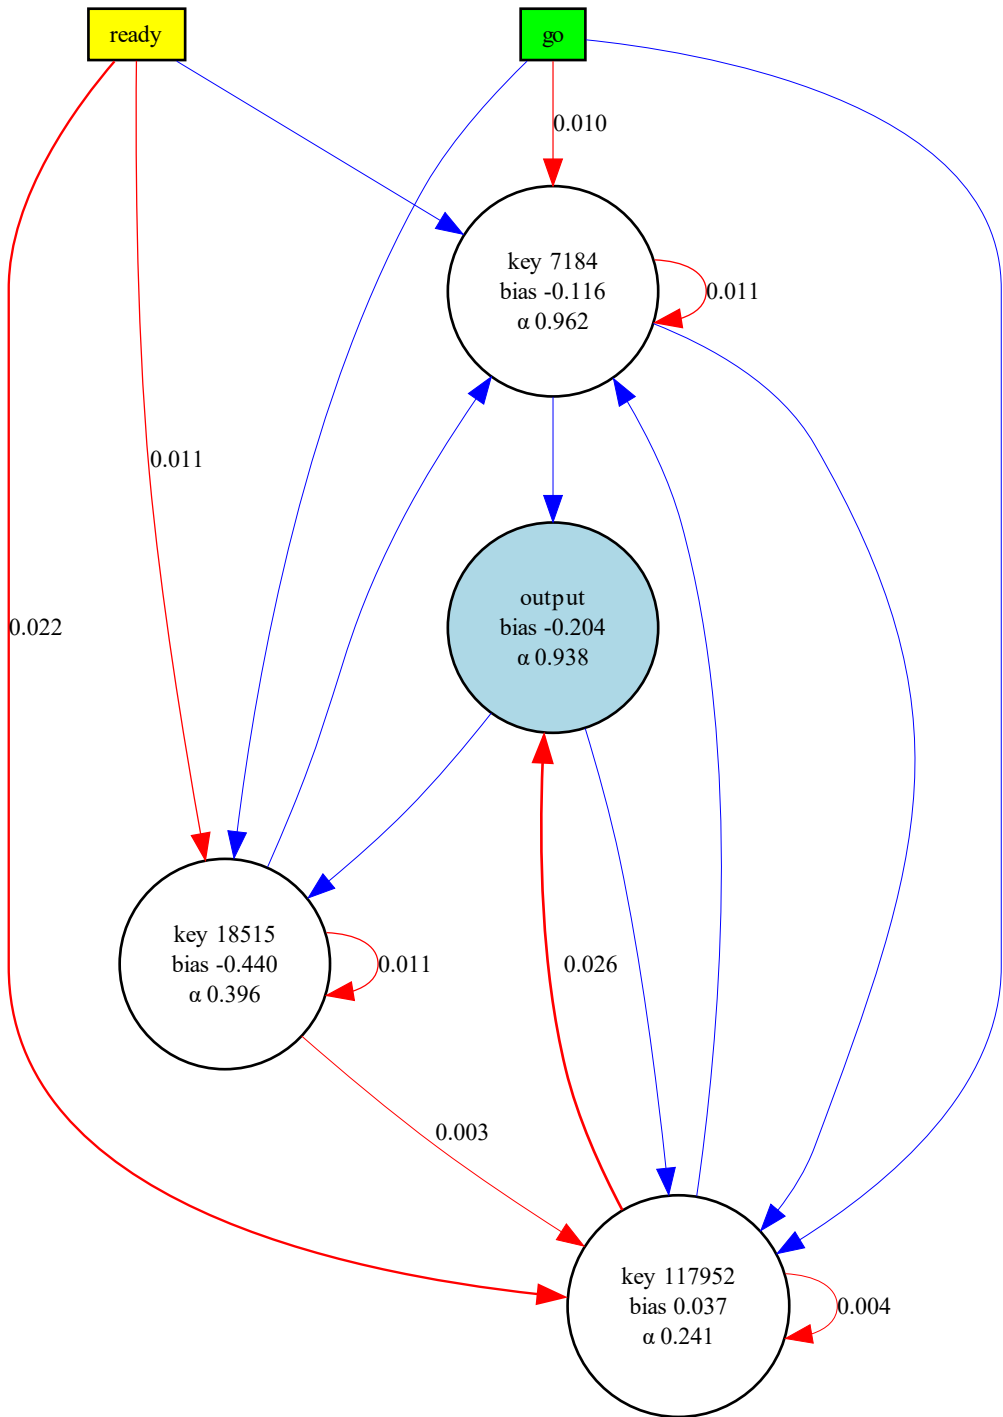 ready
go
0.010
key 7184
bias -0.116
α 0.962
0.011
0.011
output
bias -0.204
α 0.938
0.022
key 18515
bias -0.440
α 0.396
0.011
0.026
0.003
key 117952
bias 0.037
α 0.241
0.004